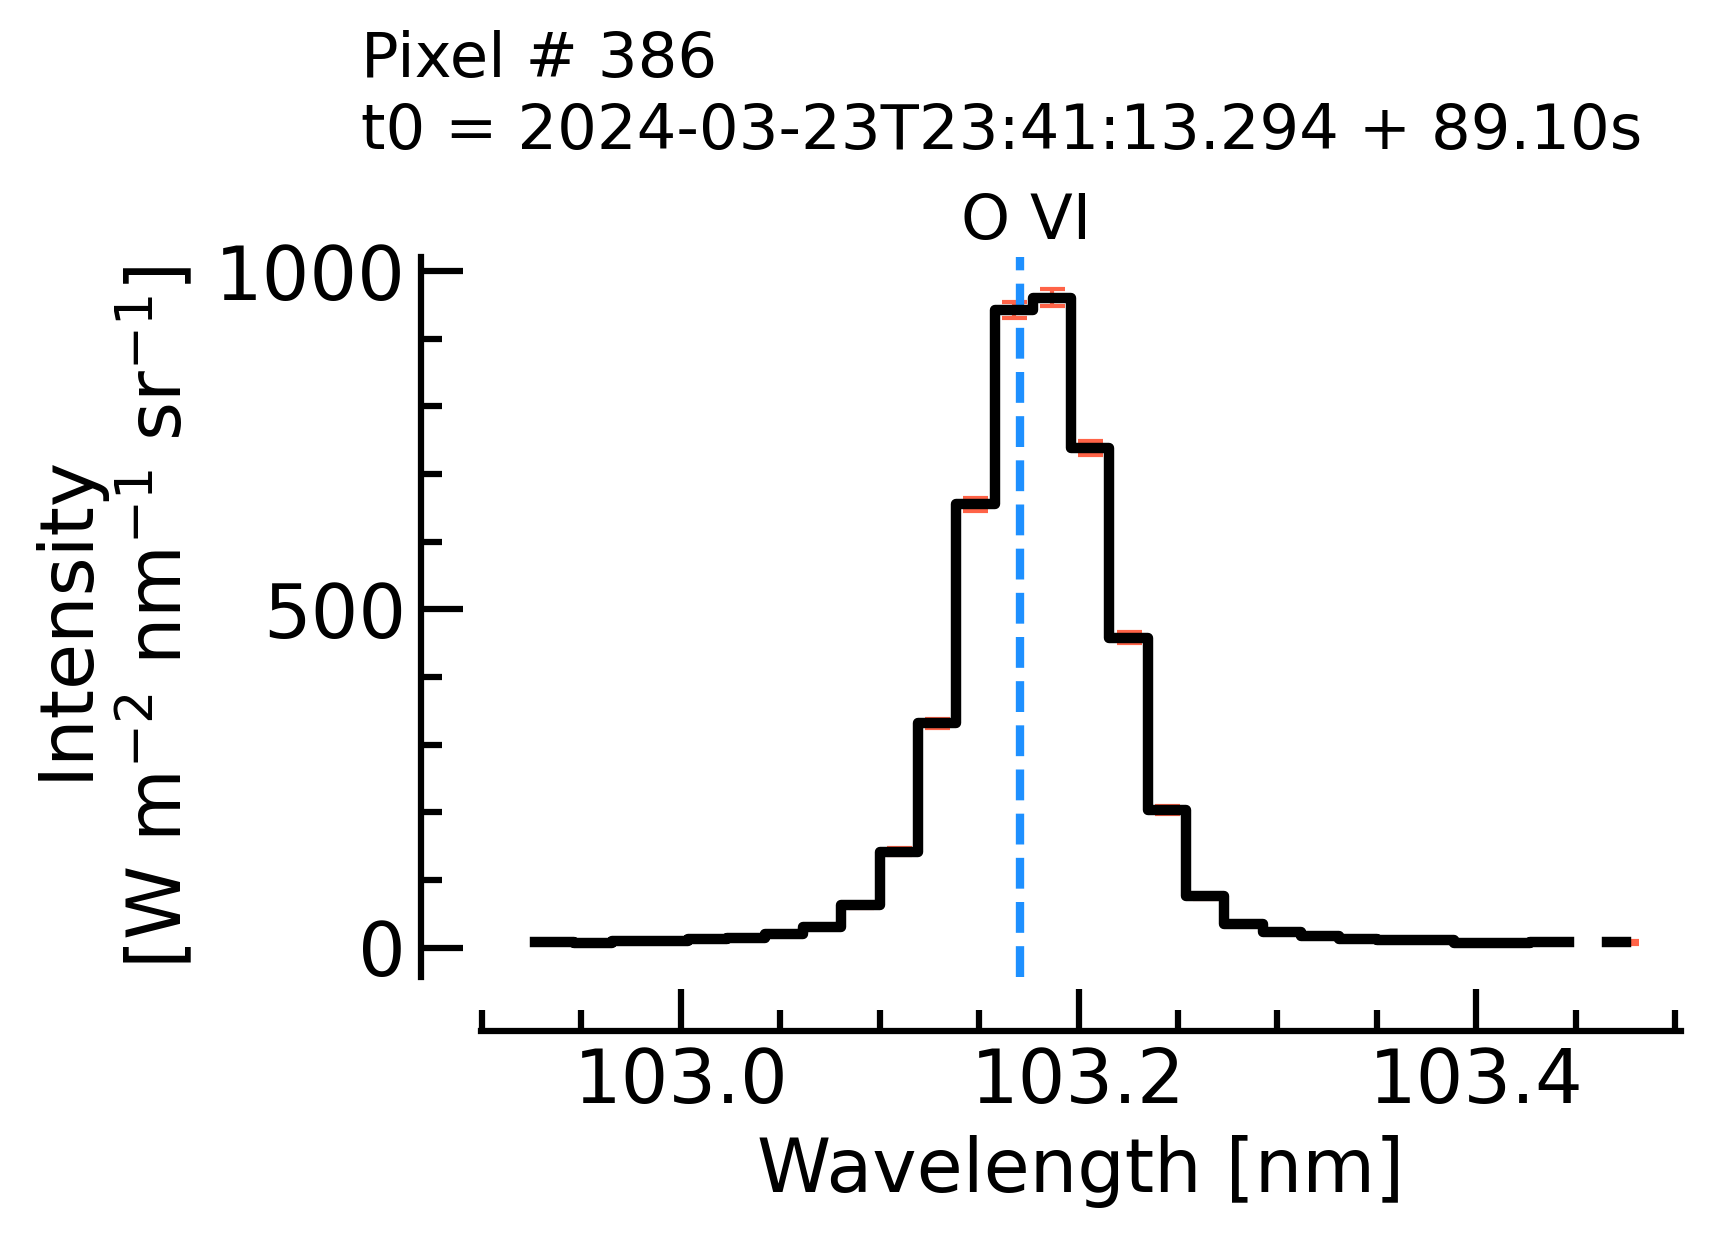 Pixel # 386
t0 = 2024-03-23T23:41:13.294 + 89.10s
O VI
1000
500
0
Intensity
[W m⁻² nm⁻¹ sr⁻¹]
103.0 103.2 103.4
Wavelength [nm]